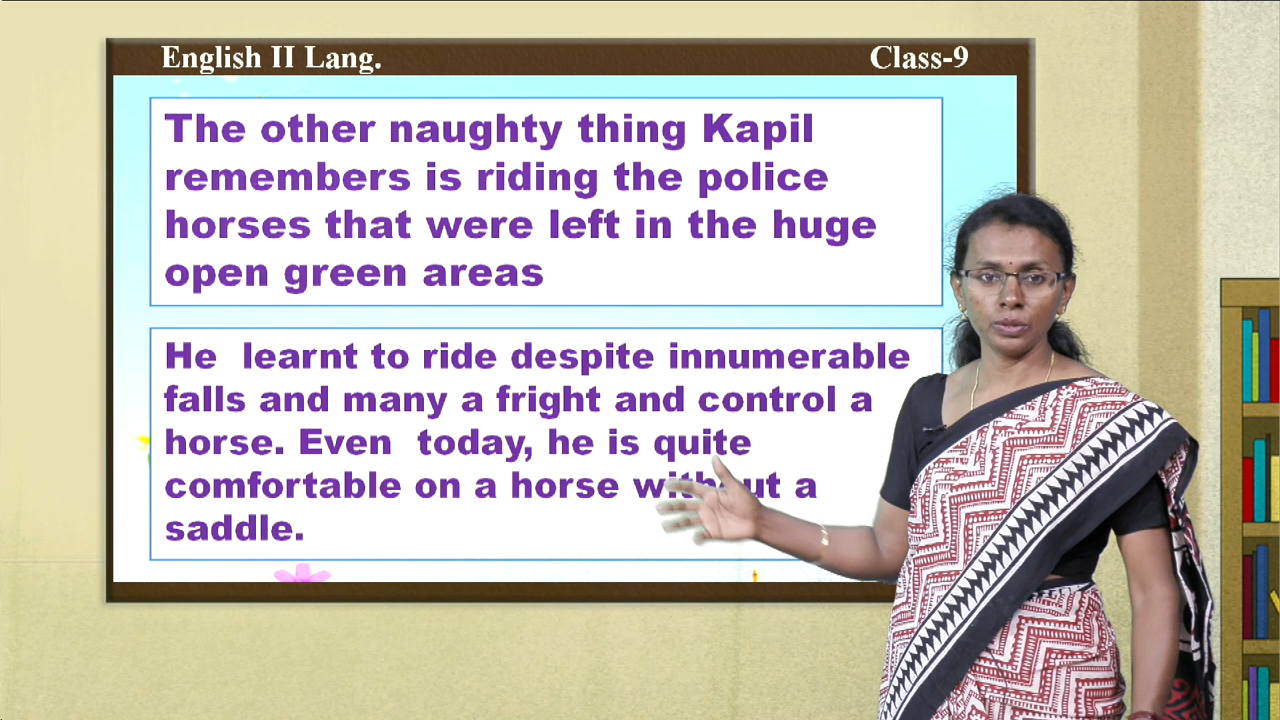 English II Lang. Class-9
The other naughty thing Kapil
remembers is riding the police
horses that were left in the huge
open green areas
He learnt to ride despite innumerable
falls and many a fright and control a
horse. Even today, he is quite
comfortable on a horse without a
saddle.